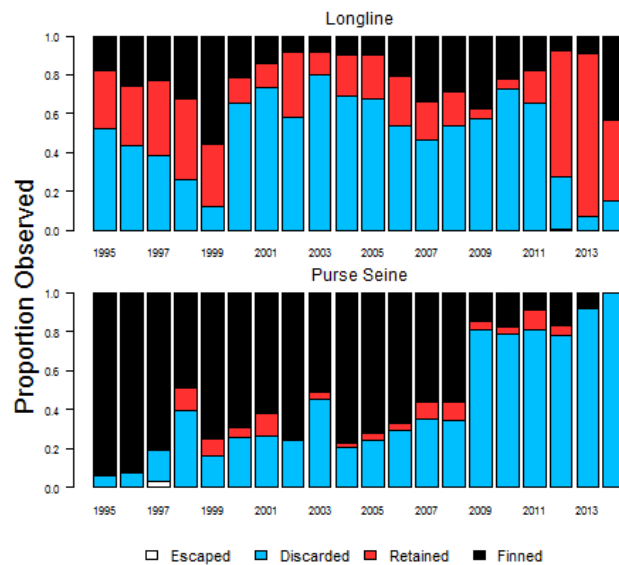 Longline
1.0
0.8
0.6
0.4
0.2
0.0
1995 1997 1999 2001 2003 2005 2007 2009 2011 2013
Proportion Observed
Purse Seine
1.0
0.8
0.6
0.4
0.2
0.0
1995 1997 1999 2001 2003 2005 2007 2009 2011 2013
Escaped Discarded Retained Finned